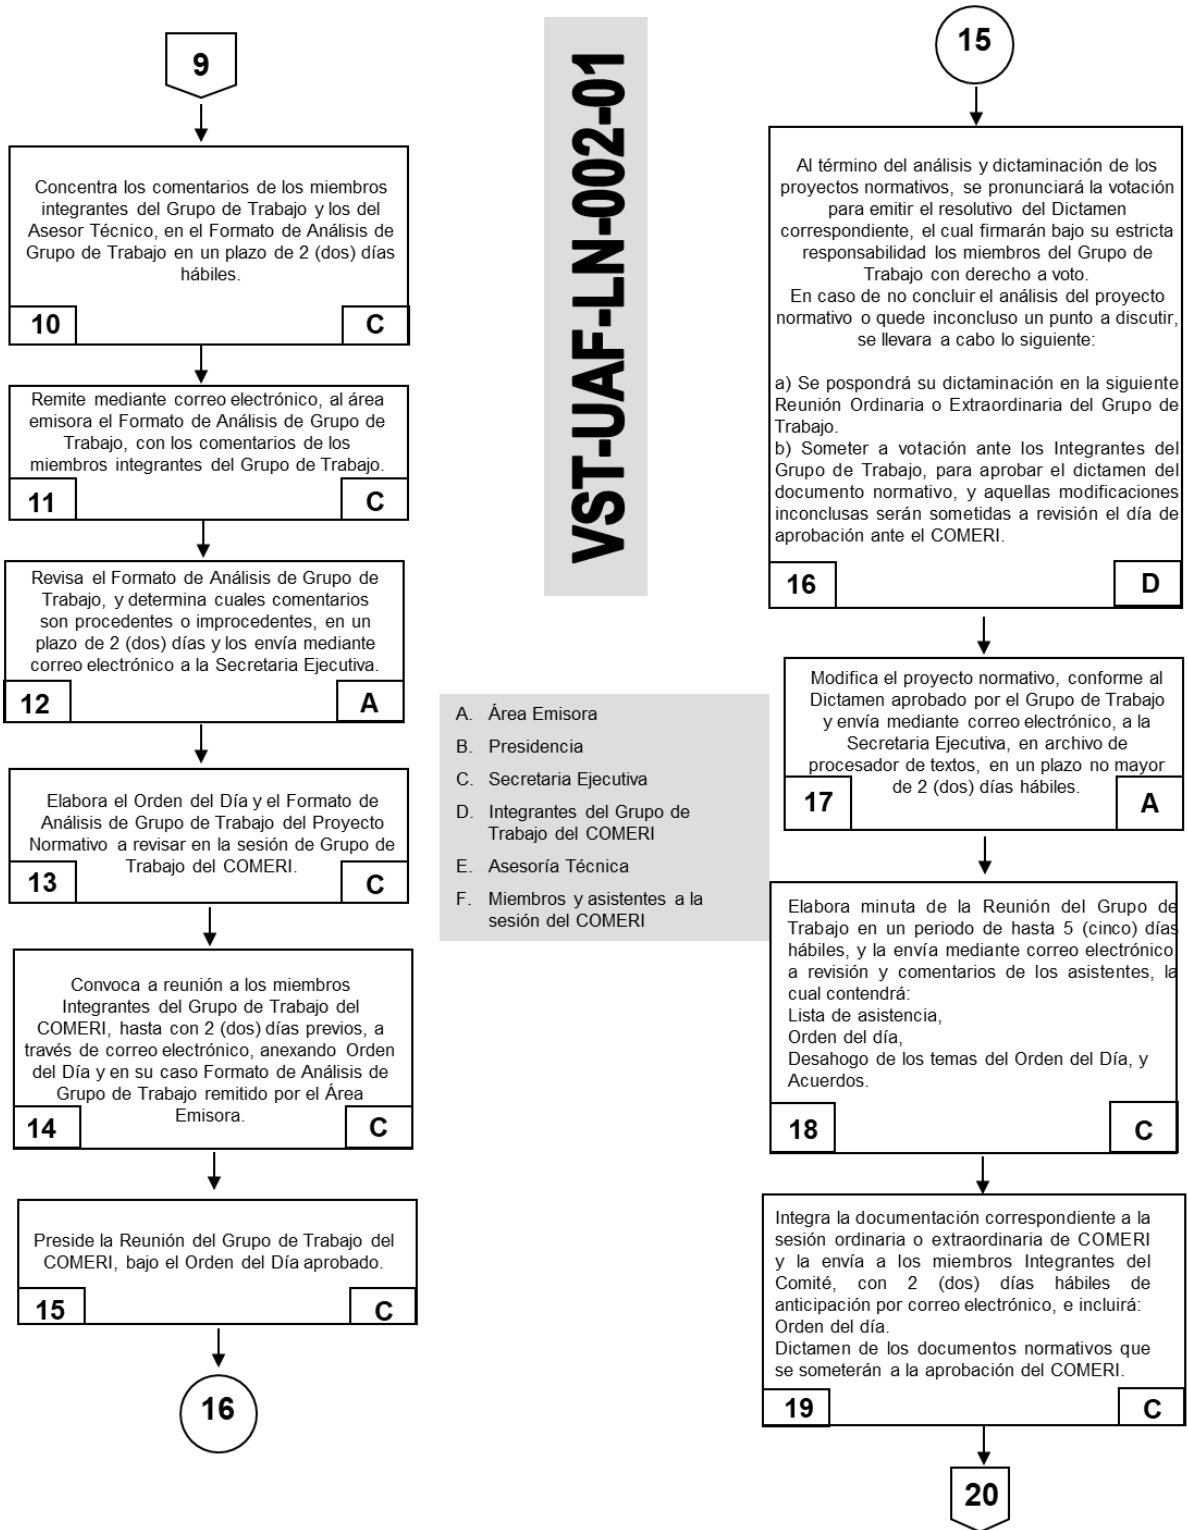 9
Concentra los comentarios de los miembros
integrantes del Grupo de Trabajo y los del
Asesor Técnico, en el Formato de Análisis de
Grupo de Trabajo en un plazo de 2 (dos) días
hábiles.
10
C
Remite mediante correo electrónico, al área
emisora el Formato de Análisis de Grupo de
Trabajo, con los comentarios de los
miembros integrantes del Grupo de Trabajo.
11
C
Revisa el Formato de Análisis de Grupo de
Trabajo, y determina cuales comentarios
son procedentes o improcedentes, en un
plazo de 2 (dos) días y los envía mediante
correo electrónico a la Secretaria Ejecutiva.
12
A
Elabora el Orden del Día y el Formato de
Análisis de Grupo de Trabajo del Proyecto
Normativo a revisar en la sesión de Grupo de
Trabajo del COMERI.
13
C
Convoca a reunión a los miembros
Integrantes del Grupo de Trabajo del
COMERI, hasta con 2 (dos) días previos, a
través de correo electrónico, anexando Orden
del Día y en su caso Formato de Análisis de
Grupo de Trabajo remitido por el Área
Emisora.
14
C
Preside la Reunión del Grupo de Trabajo del
COMERI, bajo el Orden del Día aprobado.
15
C
16
VST-UAF-LN-002-01
A. Área Emisora
B. Presidencia
C. Secretaria Ejecutiva
D. Integrantes del Grupo de
Trabajo del COMERI
E. Asesoría Técnica
F. Miembros y asistentes a la
sesión del COMERI
15
Al término del análisis y dictaminación de los
proyectos normativos, se pronunciará la votación
para emitir el resolutivo del Dictamen
correspondiente, el cual firmarán bajo su estricta
responsabilidad los miembros del Grupo de
Trabajo con derecho a voto.
En caso de no concluir el análisis del proyecto
normativo o quede inconcluso un punto a discutir,
se llevara a cabo lo siguiente:
a) Se pospondrá su dictaminación en la siguiente
Reunión Ordinaria o Extraordinaria del Grupo de
Trabajo.
b) Someter a votación ante los Integrantes del
Grupo de Trabajo, para aprobar el dictamen del
documento normativo, y aquellas modificaciones
inconclusas serán sometidas a revisión el día de
aprobación ante el COMERI.
16
D
Modifica el proyecto normativo, conforme al
Dictamen aprobado por el Grupo de Trabajo
y envía mediante correo electrónico, a la
Secretaria Ejecutiva, en archivo de
procesador de textos, en un plazo no mayor
de 2 (dos) días hábiles.
17
A
Elabora minuta de la Reunión del Grupo de
Trabajo en un periodo de hasta 5 (cinco) días
hábiles, y la envía mediante correo electrónico
a revisión y comentarios de los asistentes, la
cual contendrá:
Lista de asistencia,
Orden del día,
Desahogo de los temas del Orden del Día, y
Acuerdos.
18
C
Integra la documentación correspondiente a la
sesión ordinaria o extraordinaria de COMERI
y la envía a los miembros Integrantes del
Comité, con 2 (dos) días hábiles de
anticipación por correo electrónico, e incluirá:
Orden del día.
Dictamen de los documentos normativos que
se someterán a la aprobación del COMERI.
19
C
20